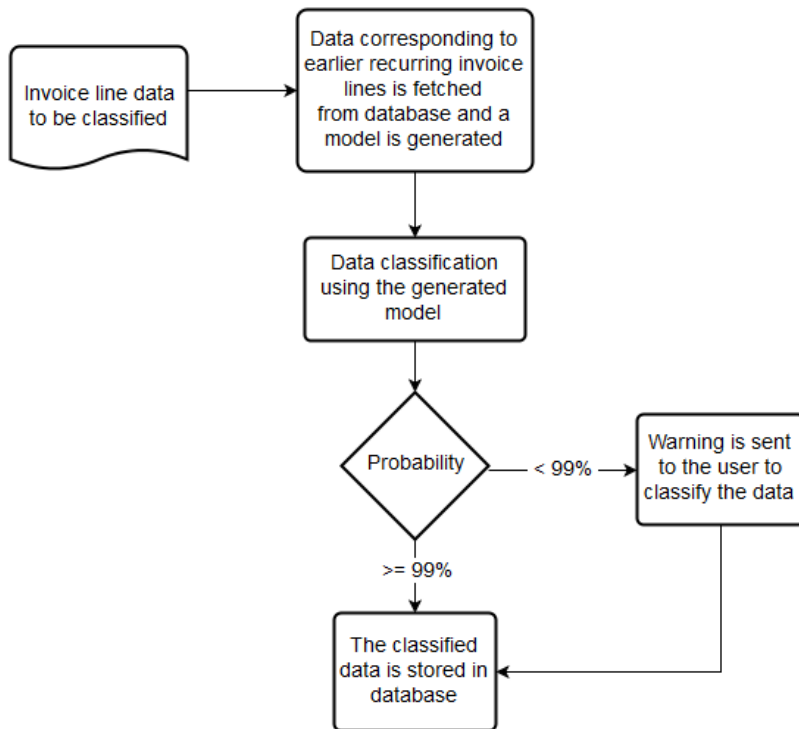 Invoice line data
to be classified
Data corresponding to
earlier recurring invoice
lines is fetched
from database and a
model is generated
Data classification
using the generated
model
Probability
< 99%
Warning is sent
to the user to
classify the data
>= 99%
The classified
data is stored in
database